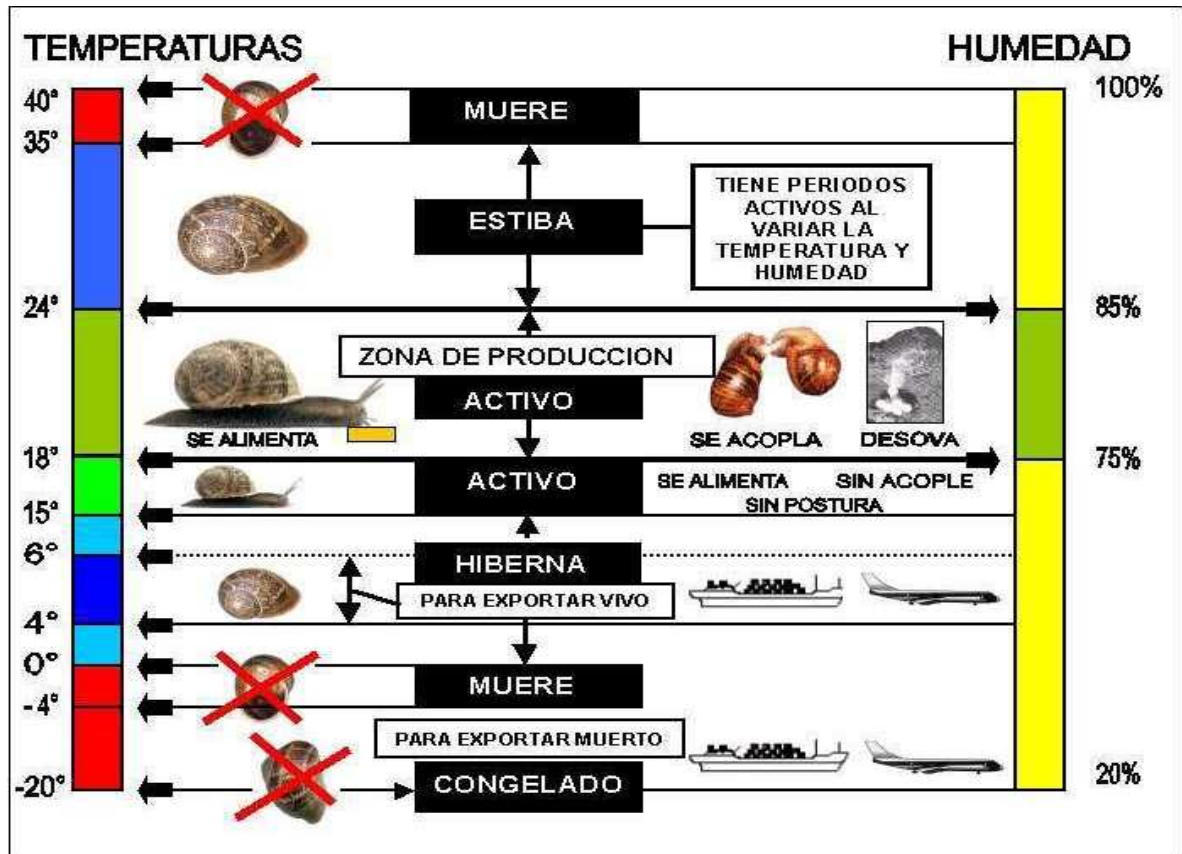 TEMPERATURAS
HUMEDAD
40°
100%
MUERE
35°
TIENE PERIODOS
ACTIVOS AL
VARIAR LA
TEMPERATURA Y
HUMEDAD
ESTIBA
24°
85%
ZONA DE PRODUCCION
ACTIVO
SE ALIMENTA
SE ACOPLA
DESOVA
18°
75%
ACTIVO
SE ALIMENTA
SIN ACOPLE
SIN POSTURA
15°
6°
HIBERNA
PARA EXPORTAR VIVO
4°
0°
MUERE
-4°
PARA EXPORTAR MUERTO
CONGELADO
-20°
20%